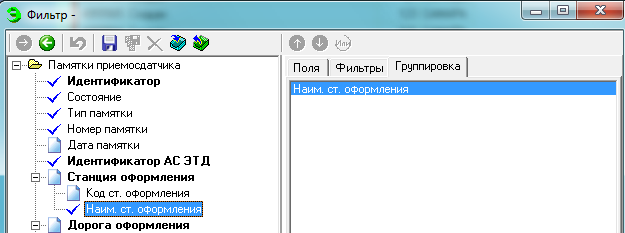 Фильтр -
Или
Памятки приемосдатчика
Идентификатор
Состояние
Тип памятки
Номер памятки
Дата памятки
Идентификатор АС ЭТД
Станция оформления
Код ст. оформления
Наим. ст. оформления
Дорога оформления
Поля Фильтры Группировка
Наим. ст. оформления